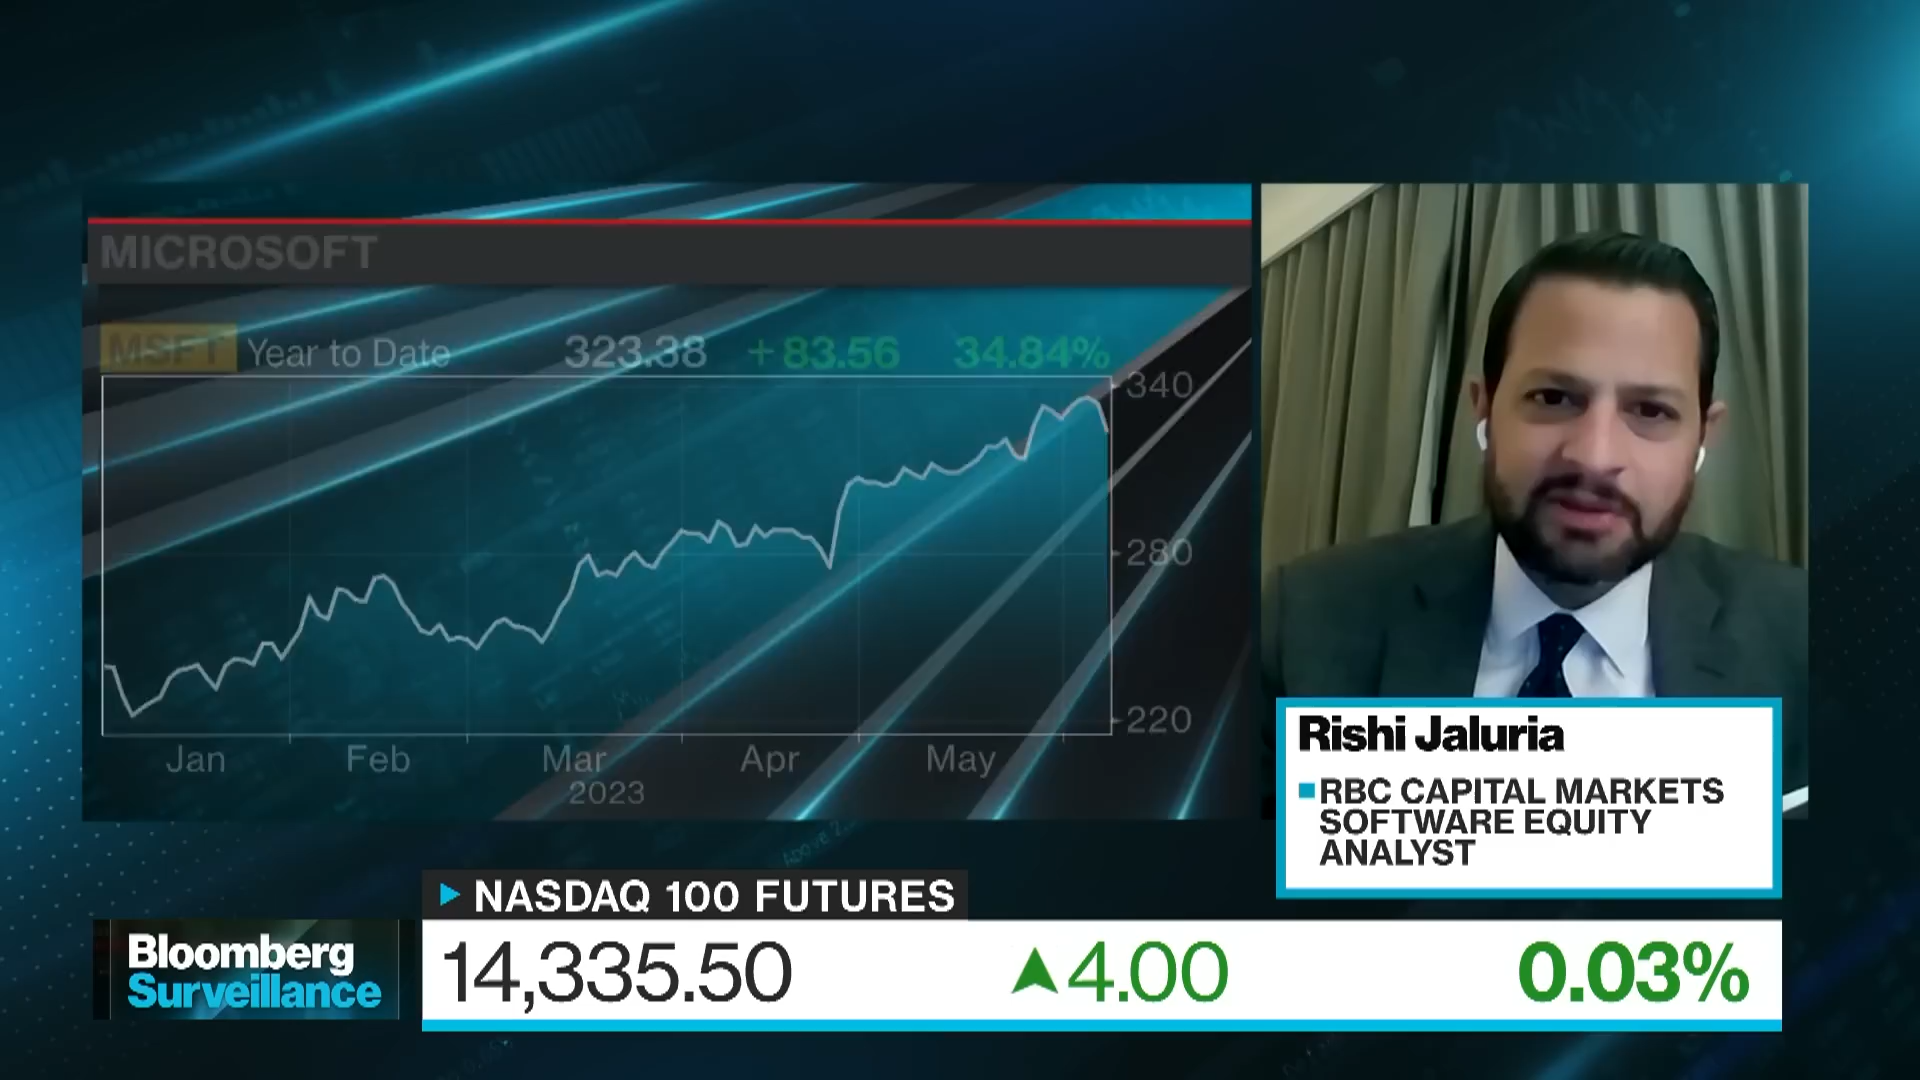 MICROSOFT
MSFT Year to Date 323.38 +83.56 34.84%
340
280
220
Jan Feb Mar Apr May
2023
Rishi Jaluria
RBC CAPITAL MARKETS
SOFTWARE EQUITY
ANALYST
NASDAQ 100 FUTURES
14,335.50 4.00 0.03%
Bloomberg
Surveillance